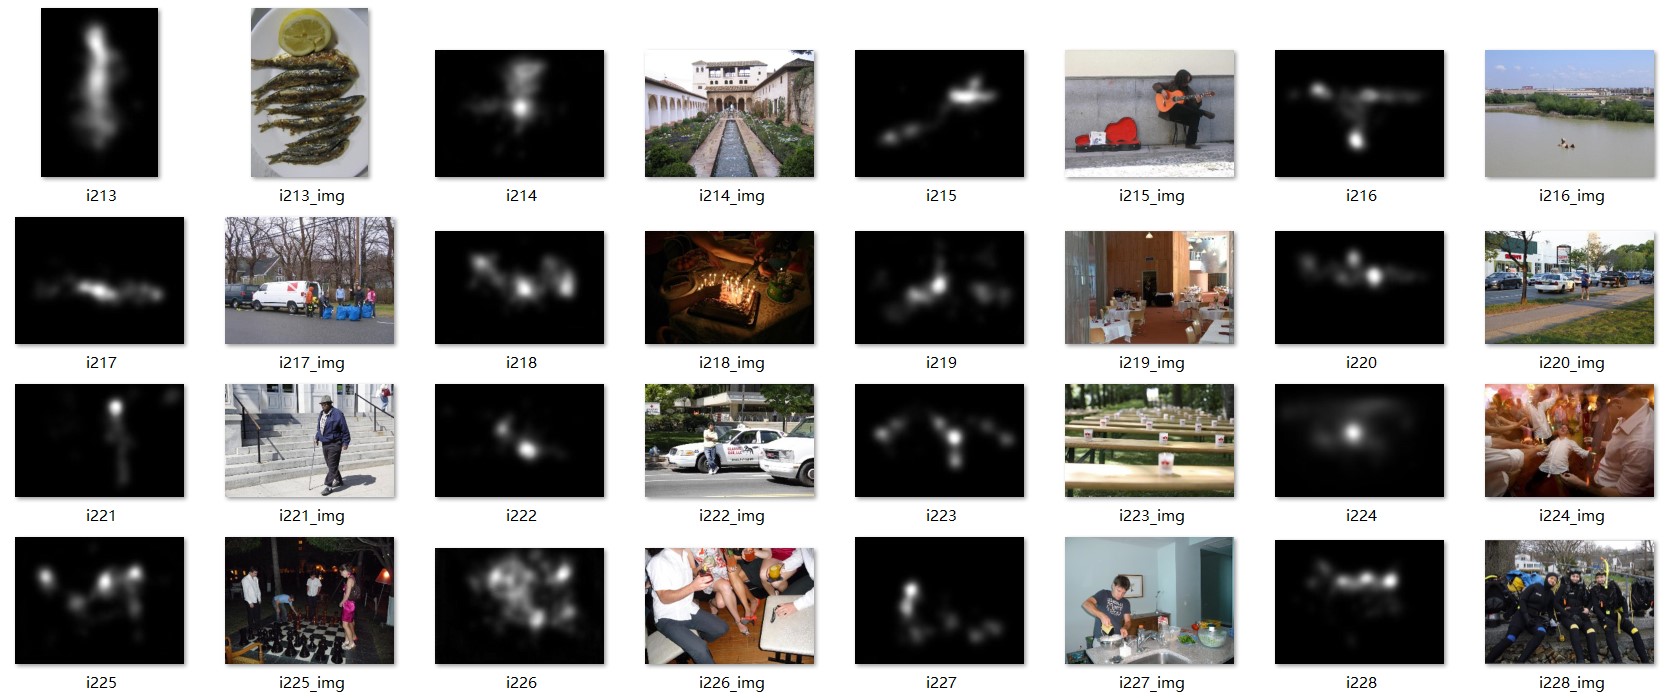 i213 i213_img i214 i214_img i215 i215_img i216 i216_img
i217 i217_img i218 i218_img i219 i219_img i220 i220_img
i221 i221_img i222 i222_img i223 i223_img i224 i224_img
i225 i225_img i226 i226_img i227 i227_img i228 i228_img